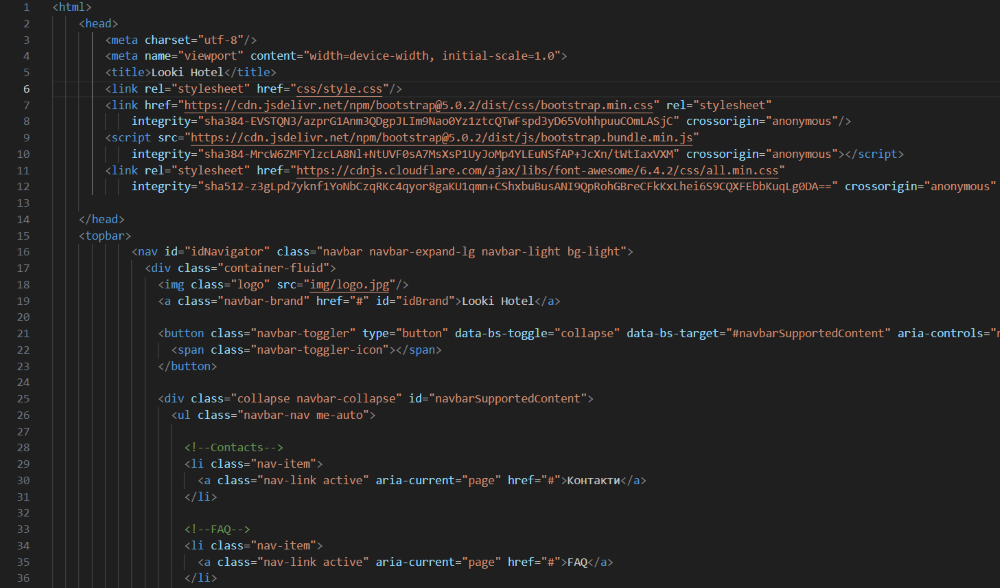 1 <html>
2 <head>
3 <meta charset="utf-8"/>
4 <meta name="viewport" content="width=device-width, initial-scale=1.0">
5 <title>Looki Hotel</title>
6 <link rel="stylesheet" href="css/style.css"/>
7 <link href="https://cdn.jsdelivr.net/npm/bootstrap@5.0.2/dist/css/bootstrap.min.css" rel="stylesheet"
8 integrity="sha384-EVSTQN3/azprG1Anm3QDgpJLIm9Nao0Yz1ztcQTwFspd3yD65VohhpuuCOmLASjC" crossorigin="anonymous"/>
9 <script src="https://cdn.jsdelivr.net/npm/bootstrap@5.0.2/dist/js/bootstrap.bundle.min.js"
10 integrity="sha384-MrcW6ZMFYlzcLA8Nl+NtUVF0sA7MsXsP1UyJoMp4YLEuNSfAP+JcXn/tWtIaxVXM" crossorigin="anonymous"></script>
11 <link rel="stylesheet" href="https://cdnjs.cloudflare.com/ajax/libs/font-awesome/6.4.2/css/all.min.css"
12 integrity="sha512-z3gLpd7yknf1YoNbCzqRKc4qyor8gaKU1qmn+CShxbuBusANI9QpRohGBreCFkKxLhei6S9CQXFEbbKuqLg0DA==" crossorigin="anonymous"
13
14 </head>
15 <topbar>
16 <nav id="idNavigator" class="navbar navbar-expand-lg navbar-light bg-light">
17 <div class="container-fluid">
18 <img class="logo" src="img/logo.jpg"/>
19 <a class="navbar-brand" href="#" id="idBrand">Looki Hotel</a>
20
21 <button class="navbar-toggler" type="button" data-bs-toggle="collapse" data-bs-target="#navbarSupportedContent" aria-controls="
22 <span class="navbar-toggler-icon"></span>
23 </button>
24
25 <div class="collapse navbar-collapse" id="navbarSupportedContent">
26 <ul class="navbar-nav me-auto">
27
28 <!--Contacts-->
29 <li class="nav-item">
30 <a class="nav-link active" aria-current="page" href="#">Контакти</a>
31 </li>
32
33 <!--FAQ-->
34 <li class="nav-item">
35 <a class="nav-link active" aria-current="page" href="#">FAQ</a>
36 </li>